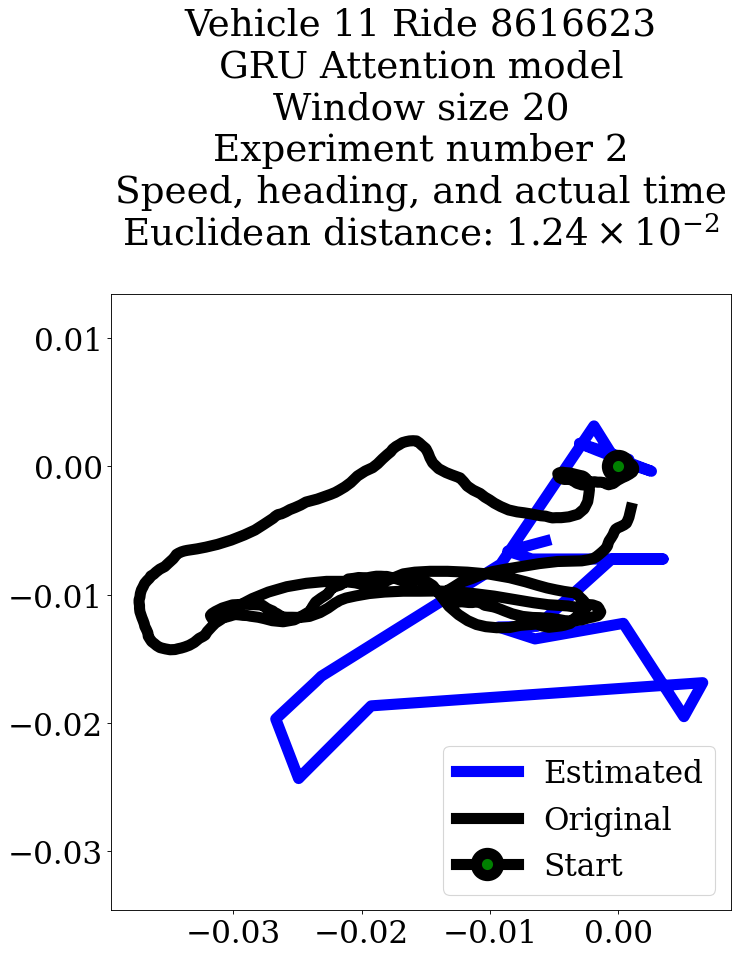 Vehicle 11 Ride 8616623
GRU Attention model
Window size 20
Experiment number 2
Speed, heading, and actual time
Euclidean distance: 1.24 × 10⁻²
0.01
0.00
−0.01
−0.02
−0.03
Estimated
Original
Start
−0.03 −0.02 −0.01 0.00